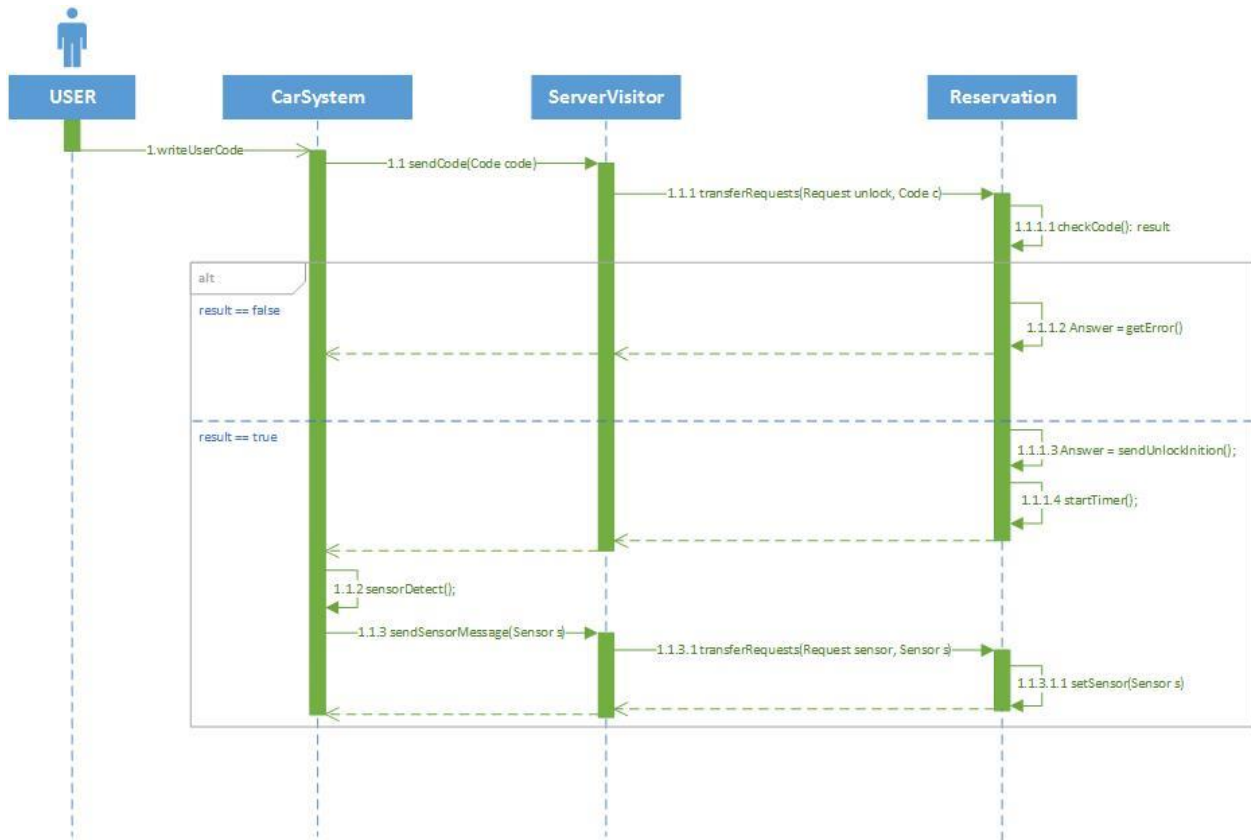 USER
CarSystem
ServerVisitor
Reservation
1.writeUserCode
1.1 sendCode(Code code)
1.1.1 transferRequests(Request unlock, Code c)
1.1.1.1 checkCode(): result
alt
result == false
1.1.1.2 Answer = getError()
result == true
1.1.1.3 Answer = sendUnlockInition();
1.1.1.4 startTimer();
1.1.2 sensorDetect();
1.1.3 sendSensorMessage(Sensor s)
1.1.3.1 transferRequests(Request sensor, Sensor s)
1.1.3.1.1 setSensor(Sensor s)